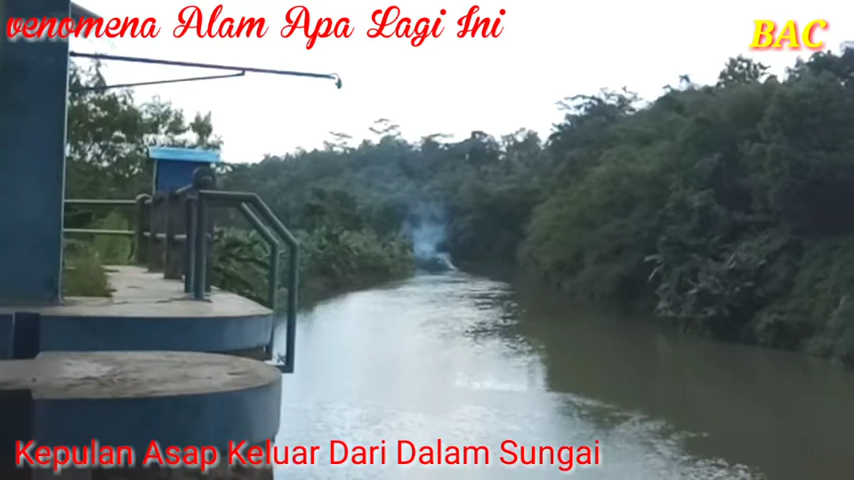 venomena Alam Apa Lagi Ini
BAC
Kepulan Asap Keluar Dari Dalam Sungai